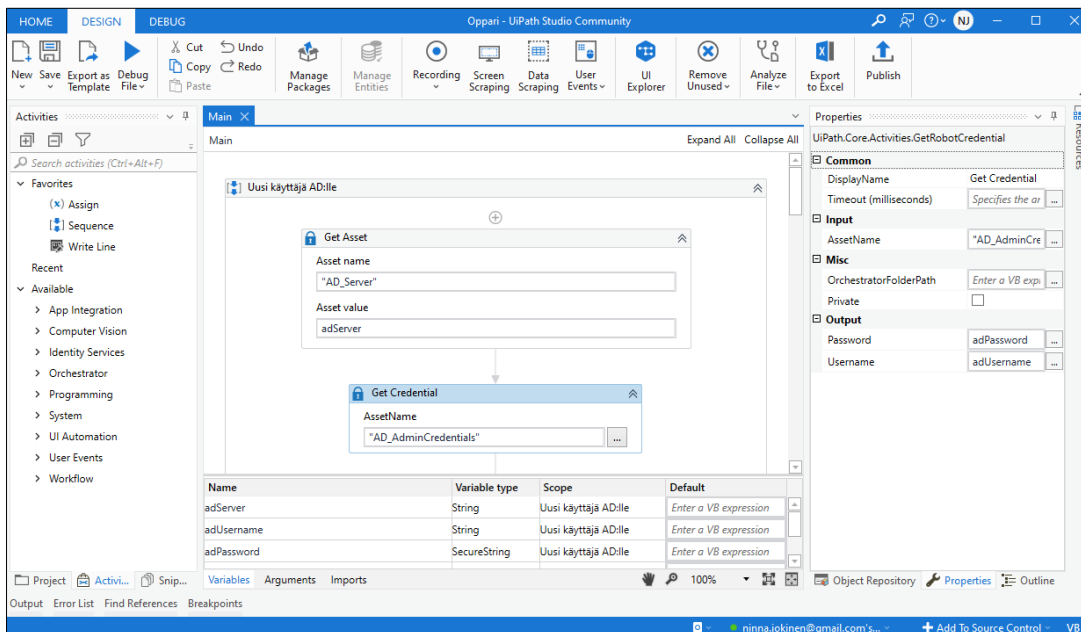 HOME DESIGN DEBUG Oppari - UiPath Studio Community NJ
New Save Export as Template Debug File Cut Copy Paste Undo Redo Manage Packages Manage Entities Recording Screen Scraping Data Scraping User Events UI Explorer Remove Unused Analyze File Export to Excel Publish
Activities
Search activities (Ctrl+Alt+F)
Favorites
(x) Assign
Sequence
Write Line
Recent
Available
App Integration
Computer Vision
Identity Services
Orchestrator
Programming
System
UI Automation
User Events
Workflow
Project Activi... Snip...
Main
Main Expand All Collapse All
Uusi käyttäjä AD:lle
Get Asset
Asset name
"AD_Server"
Asset value
adServer
Get Credential
AssetName
"AD_AdminCredentials" ...
Name Variable type Scope Default
adServer String Uusi käyttäjä AD:lle Enter a VB expression
adUsername String Uusi käyttäjä AD:lle Enter a VB expression
adPassword SecureString Uusi käyttäjä AD:lle Enter a VB expression
Variables Arguments Imports 100%
Properties
UiPath.Core.Activities.GetRobotCredential
Common
DisplayName Get Credential
Timeout (milliseconds) Specifies the ar ...
Input
AssetName "AD_AdminCre ...
Misc
OrchestratorFolderPath Enter a VB exp ...
Private
Output
Password adPassword ...
Username adUsername ...
Object Repository Properties Outline
Resources
Output Error List Find References Breakpoints
ninna.jokinen@gmail.com's... Add To Source Control VB